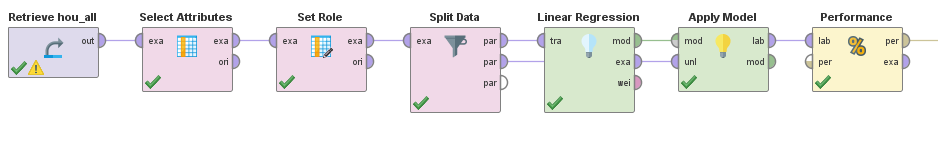 Retrieve hou_all
Select Attributes
Set Role
Split Data
Linear Regression
Apply Model
Performance
out
exa
exa
exa
exa
exa
par
tra
mod
mod
lab
lab
per
ori
ori
par
exa
unl
mod
per
exa
par
wei